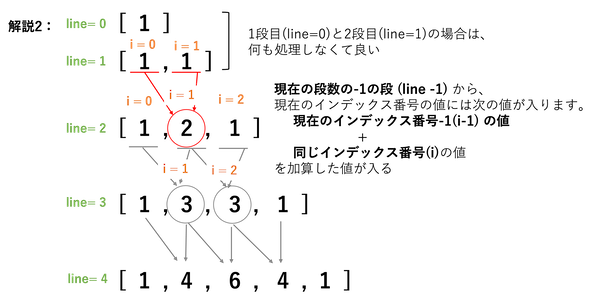 解説2：
line= 0 [ 1 ]
i = 0 i = 1
line= 1 [ 1 , 1 ]
1段目(line=0)と2段目(line=1)の場合は、
何も処理しなくて良い
i = 0 i = 1 i = 2
line= 2 [ 1 , 2 , 1 ]
現在の段数の-1の段 (line -1) から、
現在のインデックス番号の値には次の値が入ります。
現在のインデックス番号-1(i-1) の値
+
同じインデックス番号(i)の値
を加算した値が入る
i = 1 i = 2
line= 3 [ 1 , 3 , 3 , 1 ]
line= 4 [ 1 , 4 , 6 , 4 , 1 ]